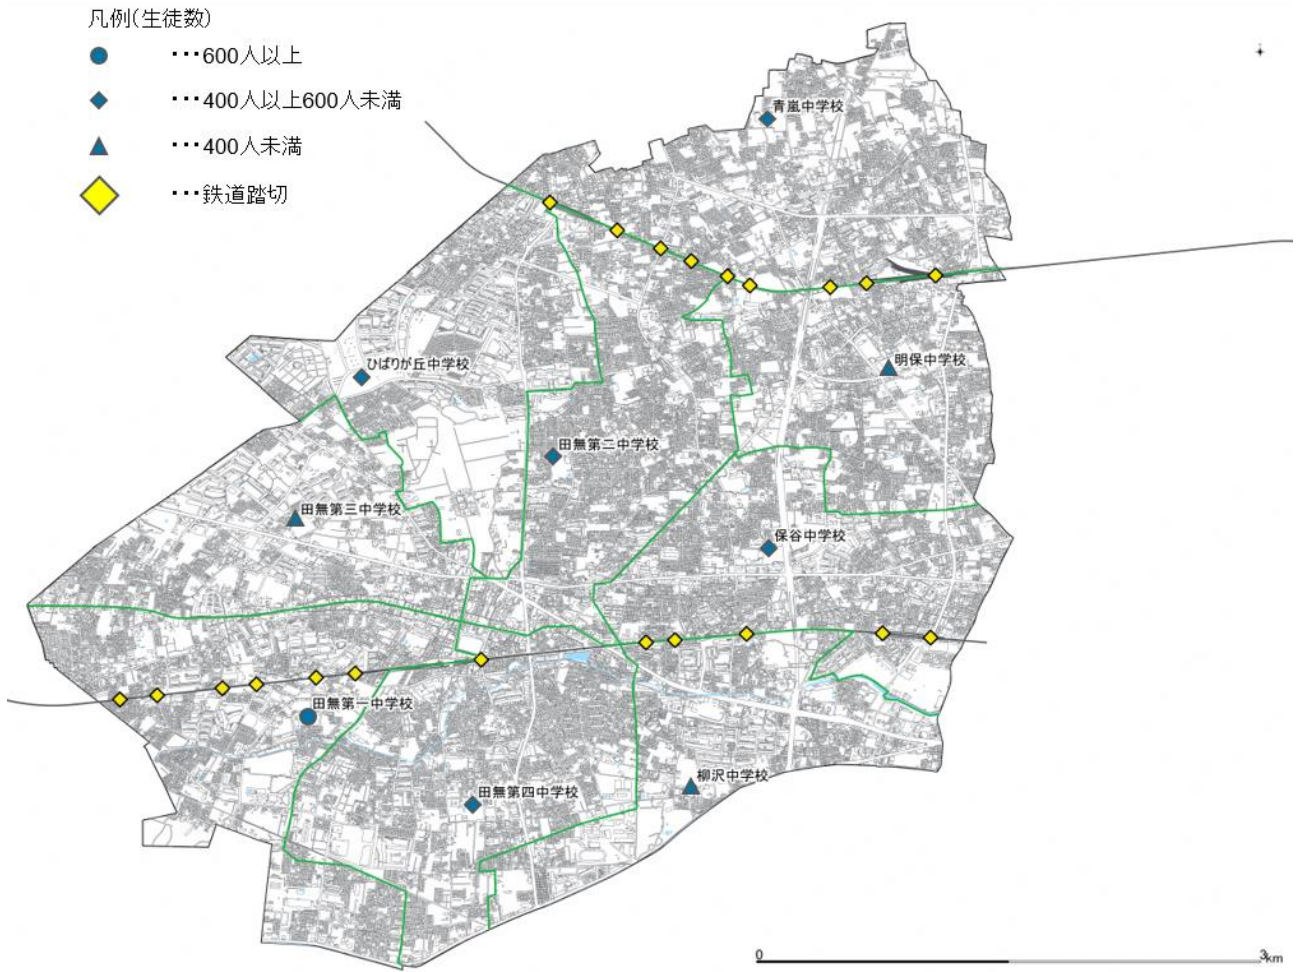 凡例(生徒数)
・・・600人以上
・・・400人以上600人未満
・・・400人未満
・・・鉄道踏切
青嵐中学校
ひばりが丘中学校
明保中学校
田無第二中学校
田無第三中学校
保谷中学校
田無第一中学校
柳沢中学校
田無第四中学校
0 3km